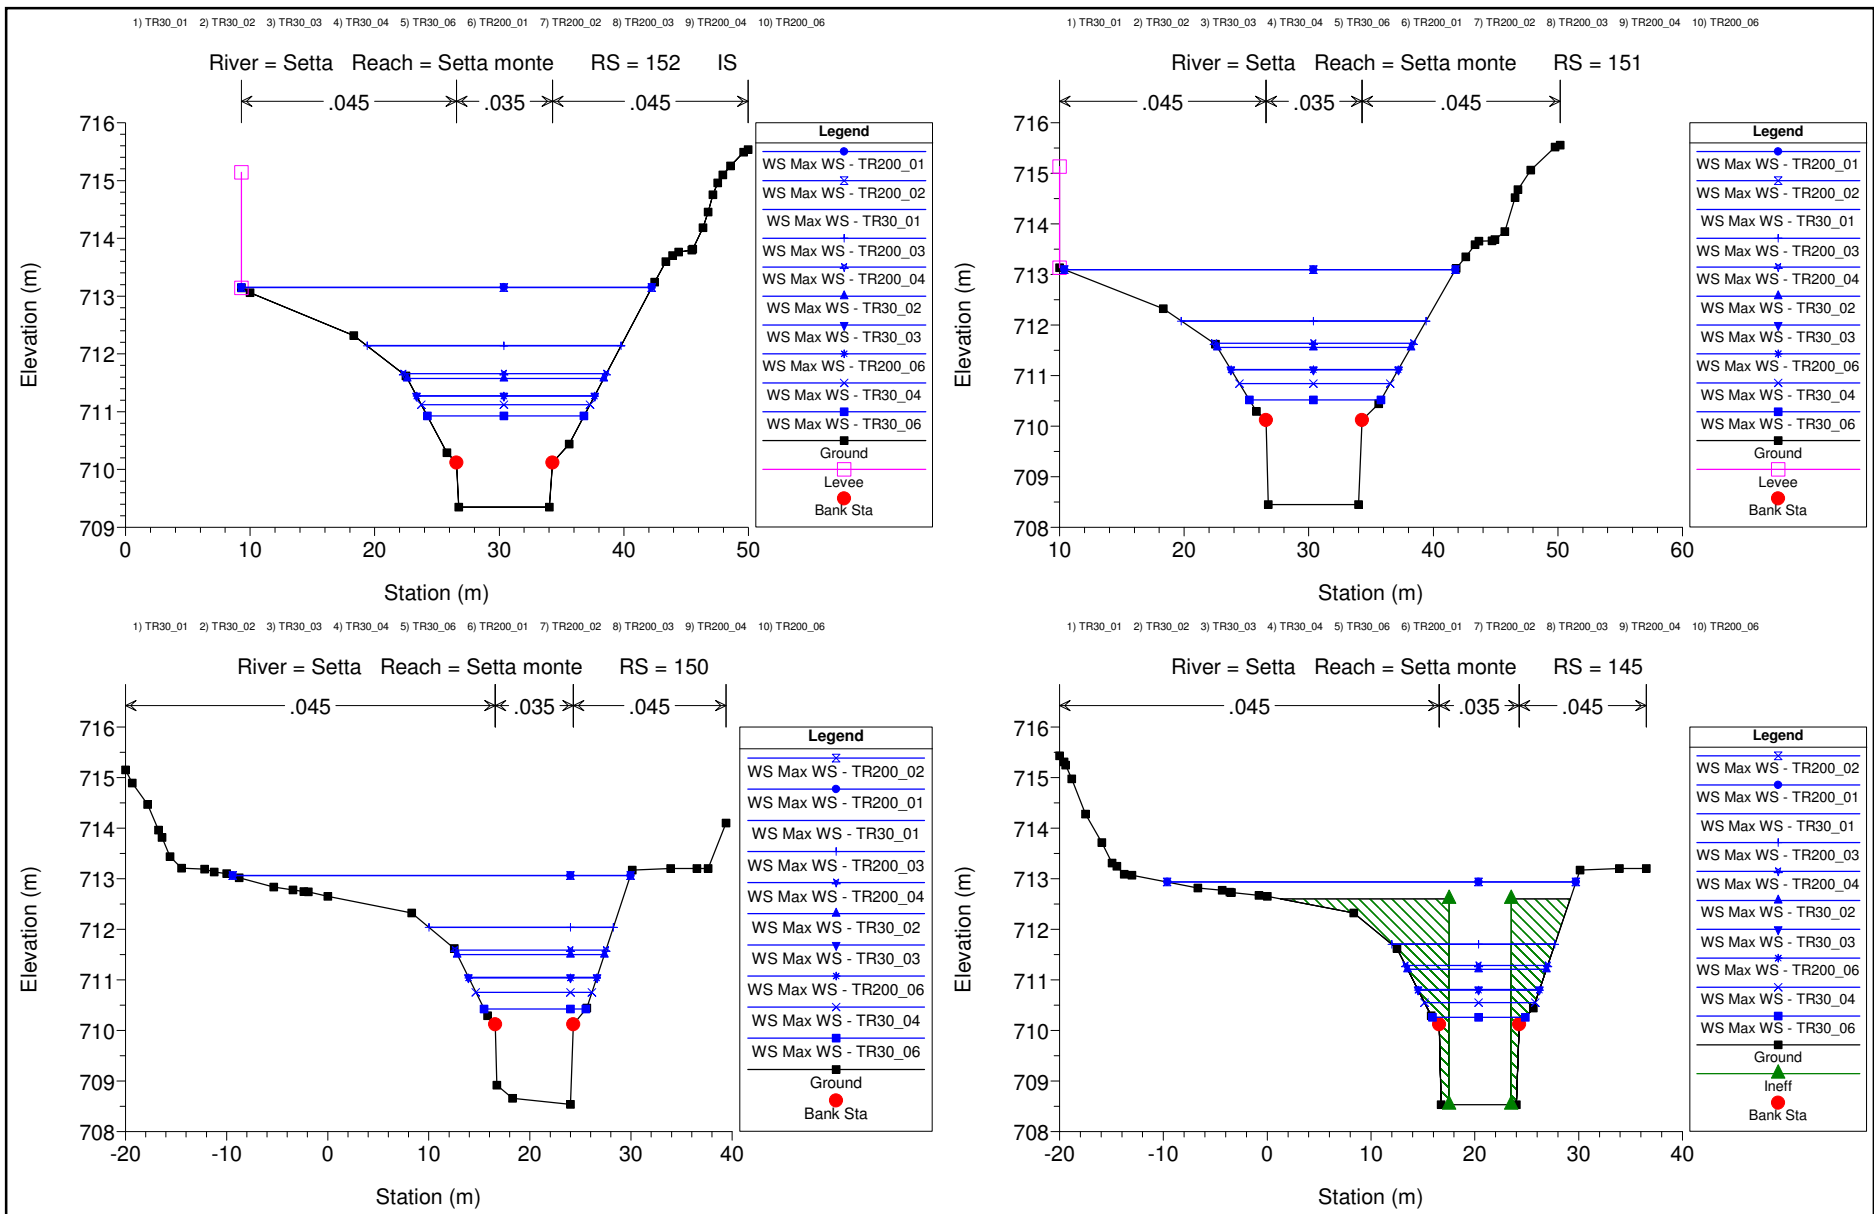 1) TR30_01 2) TR30_02 3) TR30_03 4) TR30_04 5) TR30_06 6) TR200_01 7) TR200_02 8) TR200_03 9) TR200_04 10) TR200_06
River = Setta Reach = Setta monte RS = 152 IS
.045 .035 .045
Legend
WS Max WS - TR200_01
WS Max WS - TR200_02
WS Max WS - TR30_01
WS Max WS - TR200_03
WS Max WS - TR200_04
WS Max WS - TR30_02
WS Max WS - TR30_03
WS Max WS - TR200_06
WS Max WS - TR30_04
WS Max WS - TR30_06
Ground
Levee
Bank Sta
716
715
714
713
712
711
710
709
0 10 20 30 40 50
Elevation (m)
Station (m)
1) TR30_01 2) TR30_02 3) TR30_03 4) TR30_04 5) TR30_06 6) TR200_01 7) TR200_02 8) TR200_03 9) TR200_04 10) TR200_06
River = Setta Reach = Setta monte RS = 151
.045 .035 .045
Legend
WS Max WS - TR200_01
WS Max WS - TR200_02
WS Max WS - TR30_01
WS Max WS - TR200_03
WS Max WS - TR200_04
WS Max WS - TR30_02
WS Max WS - TR30_03
WS Max WS - TR200_06
WS Max WS - TR30_04
WS Max WS - TR30_06
Ground
Levee
Bank Sta
716
715
714
713
712
711
710
709
708
10 20 30 40 50 60
Elevation (m)
Station (m)
1) TR30_01 2) TR30_02 3) TR30_03 4) TR30_04 5) TR30_06 6) TR200_01 7) TR200_02 8) TR200_03 9) TR200_04 10) TR200_06
River = Setta Reach = Setta monte RS = 150
.045 .035 .045
Legend
WS Max WS - TR200_02
WS Max WS - TR200_01
WS Max WS - TR30_01
WS Max WS - TR200_03
WS Max WS - TR200_04
WS Max WS - TR30_02
WS Max WS - TR30_03
WS Max WS - TR200_06
WS Max WS - TR30_04
WS Max WS - TR30_06
Ground
Bank Sta
716
715
714
713
712
711
710
709
708
-20 -10 0 10 20 30 40
Elevation (m)
Station (m)
1) TR30_01 2) TR30_02 3) TR30_03 4) TR30_04 5) TR30_06 6) TR200_01 7) TR200_02 8) TR200_03 9) TR200_04 10) TR200_06
River = Setta Reach = Setta monte RS = 145
.045 .035 .045
Legend
WS Max WS - TR200_02
WS Max WS - TR200_01
WS Max WS - TR30_01
WS Max WS - TR200_03
WS Max WS - TR200_04
WS Max WS - TR30_02
WS Max WS - TR30_03
WS Max WS - TR200_06
WS Max WS - TR30_04
WS Max WS - TR30_06
Ground
Ineff
Bank Sta
716
715
714
713
712
711
710
709
708
-20 -10 0 10 20 30 40
Elevation (m)
Station (m)